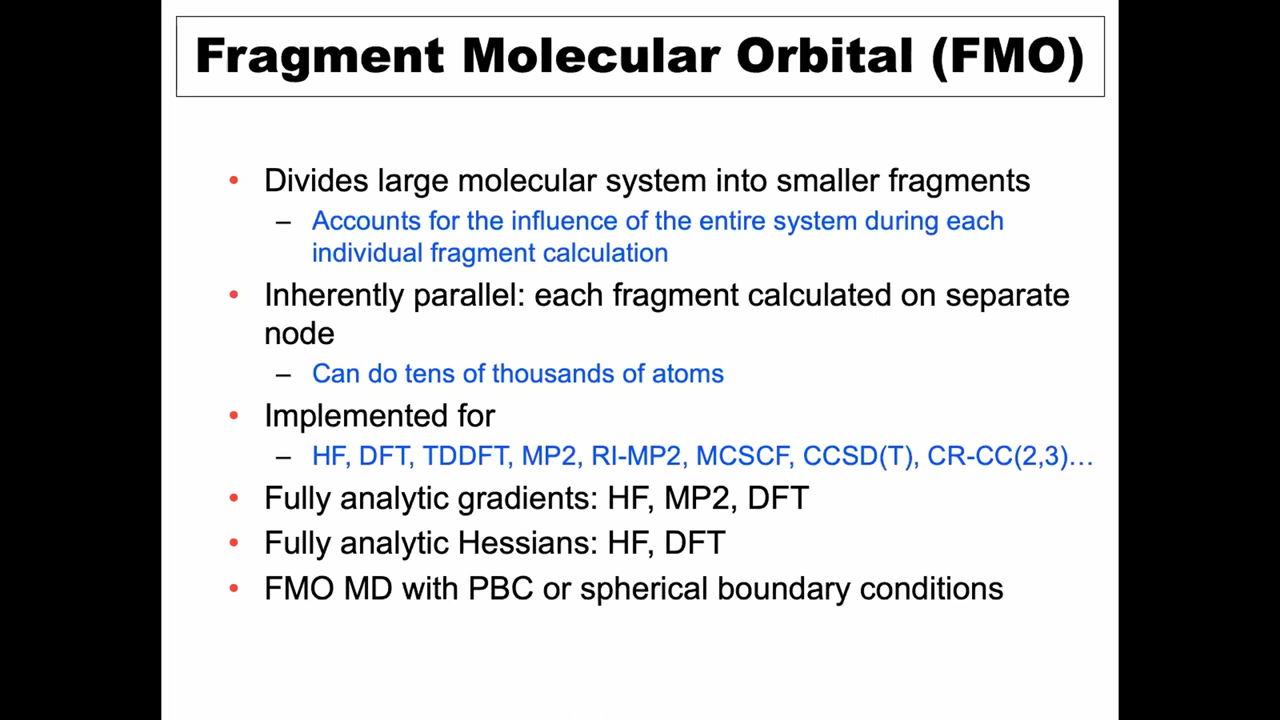 Fragment Molecular Orbital (FMO)
• Divides large molecular system into smaller fragments
– Accounts for the influence of the entire system during each
individual fragment calculation
• Inherently parallel: each fragment calculated on separate
node
– Can do tens of thousands of atoms
• Implemented for
– HF, DFT, TDDFT, MP2, RI-MP2, MCSCF, CCSD(T), CR-CC(2,3)…
• Fully analytic gradients: HF, MP2, DFT
• Fully analytic Hessians: HF, DFT
• FMO MD with PBC or spherical boundary conditions